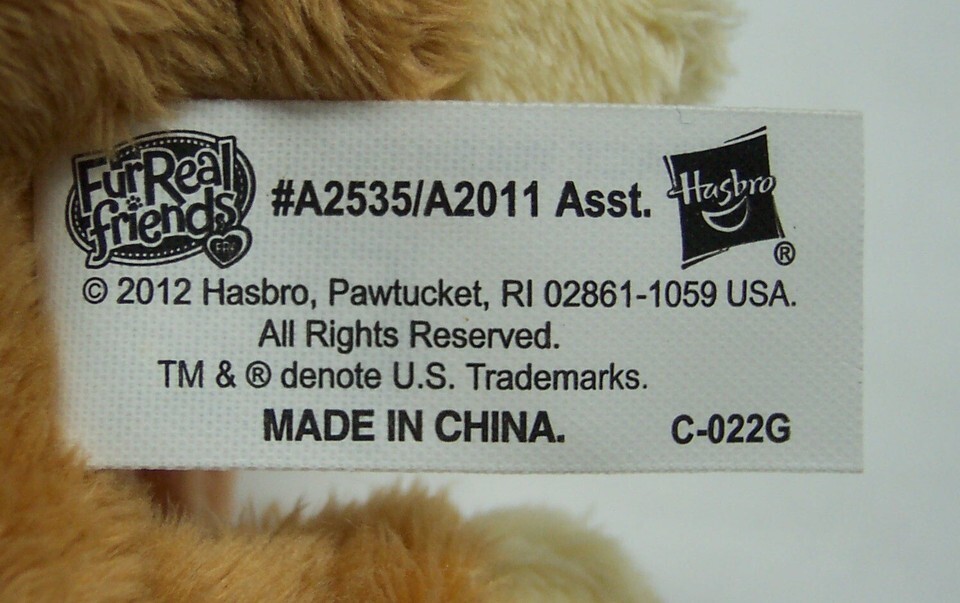 FurReal
friends
FRF
#A2535/A2011 Asst.
Hasbro
®
© 2012 Hasbro, Pawtucket, RI 02861-1059 USA.
All Rights Reserved.
TM & ® denote U.S. Trademarks.
MADE IN CHINA.
C-022G